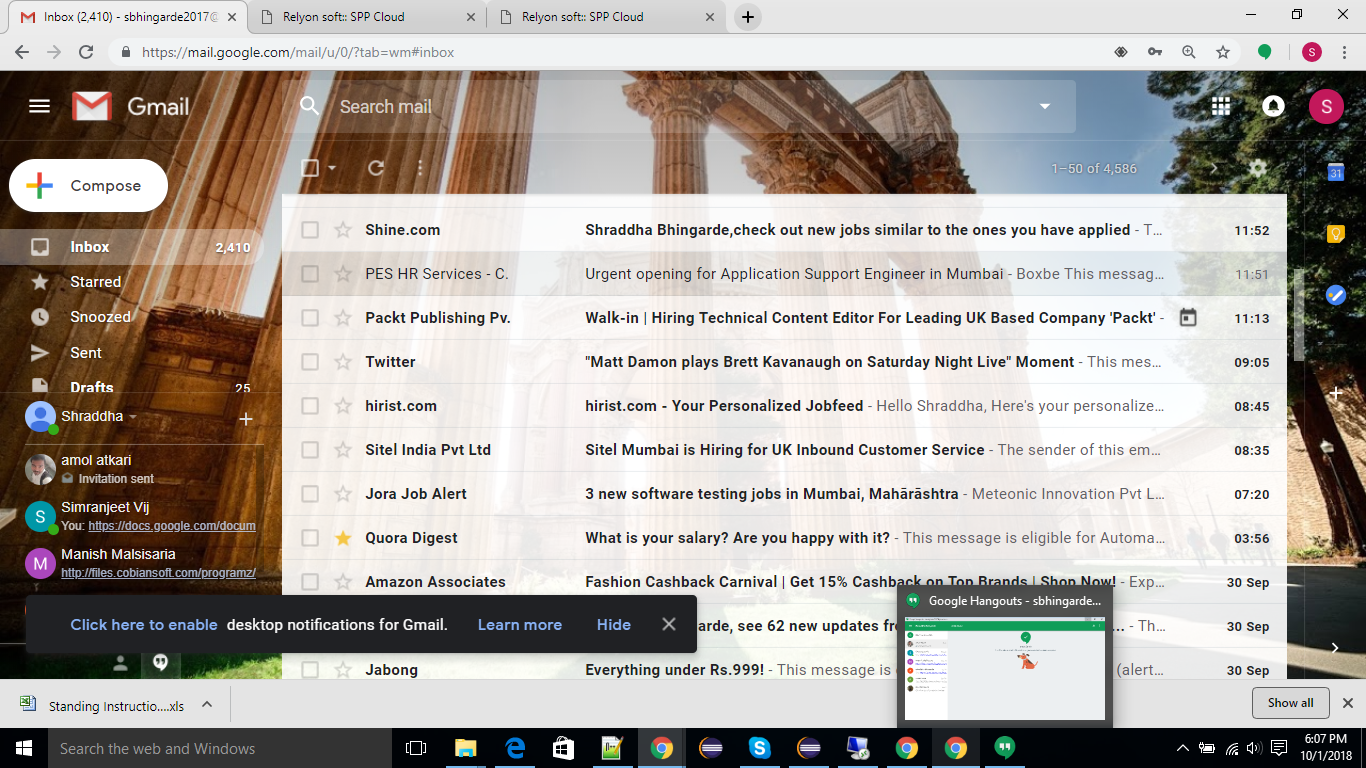 Inbox (2,410) - sbhingarde2017@
Relyon soft:: SPP Cloud
Relyon soft:: SPP Cloud
https://mail.google.com/mail/u/0/?tab=wm#inbox
S
Gmail
Search mail
S
Compose
1–50 of 4,586
31
Inbox 2,410
Starred
Snoozed
Sent
Drafts 25
Shraddha
amol atkari
Invitation sent
S
Simranjeet Vij
You: https://docs.google.com/docum
M
Manish Malsisaria
http://files.cobiansoft.com/programz/
Shine.com Shraddha Bhingarde,check out new jobs similar to the ones you have applied - T… 11:52
PES HR Services - C. Urgent opening for Application Support Engineer in Mumbai - Boxbe This messag… 11:51
Packt Publishing Pv. Walk-in | Hiring Technical Content Editor For Leading UK Based Company 'Packt' - 11:13
Twitter "Matt Damon plays Brett Kavanaugh on Saturday Night Live" Moment - This mes… 09:05
hirist.com hirist.com - Your Personalized Jobfeed - Hello Shraddha, Here's your personalize… 08:45
Sitel India Pvt Ltd Sitel Mumbai is Hiring for UK Inbound Customer Service - The sender of this em… 08:35
Jora Job Alert 3 new software testing jobs in Mumbai, Mahārāshtra - Meteonic Innovation Pvt L… 07:20
Quora Digest What is your salary? Are you happy with it? - This message is eligible for Automa… 03:56
Amazon Associates Fashion Cashback Carnival | Get 15% Cashback on Top Brands | Shop Now! - Exp… 30 Sep
garde, see 62 new updates fr … - Th… 30 Sep
Jabong Everything under Rs.999! - This message is (alert… 30 Sep
Click here to enable desktop notifications for Gmail. Learn more Hide
Google Hangouts - sbhingarde...
Standing Instructio....xls
Show all
Search the web and Windows
6:07 PM
10/1/2018